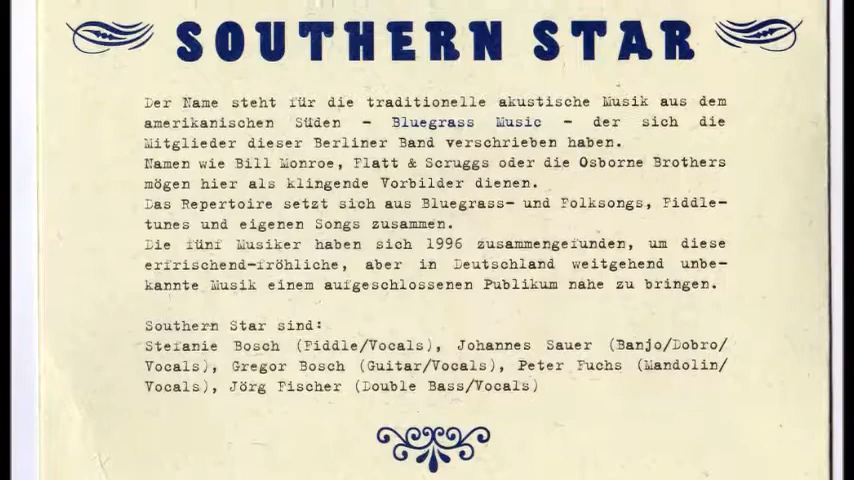 SOUTHERN STAR
Der Name steht für die traditionelle akustische Musik aus dem
amerikanischen Süden - Bluegrass Music - der sich die
Mitglieder dieser Berliner Band verschrieben haben.
Namen wie Bill Monroe, Flatt & Scruggs oder die Osborne Brothers
mögen hier als klingende Vorbilder dienen.
Das Repertoire setzt sich aus Bluegrass- und Folksongs, Fiddle-
tunes und eigenen Songs zusammen.
Die fünf Musiker haben sich 1996 zusammengefunden, um diese
erfrischend-fröhliche, aber in Deutschland weitgehend unbe-
kannte Musik einem aufgeschlossenen Publikum nahe zu bringen.
Southern Star sind:
Stefanie Bosch (Fiddle/Vocals), Johannes Sauer (Banjo/Dobro/
Vocals), Gregor Bosch (Guitar/Vocals), Peter Fuchs (Mandolin/
Vocals), Jörg Fischer (Double Bass/Vocals)